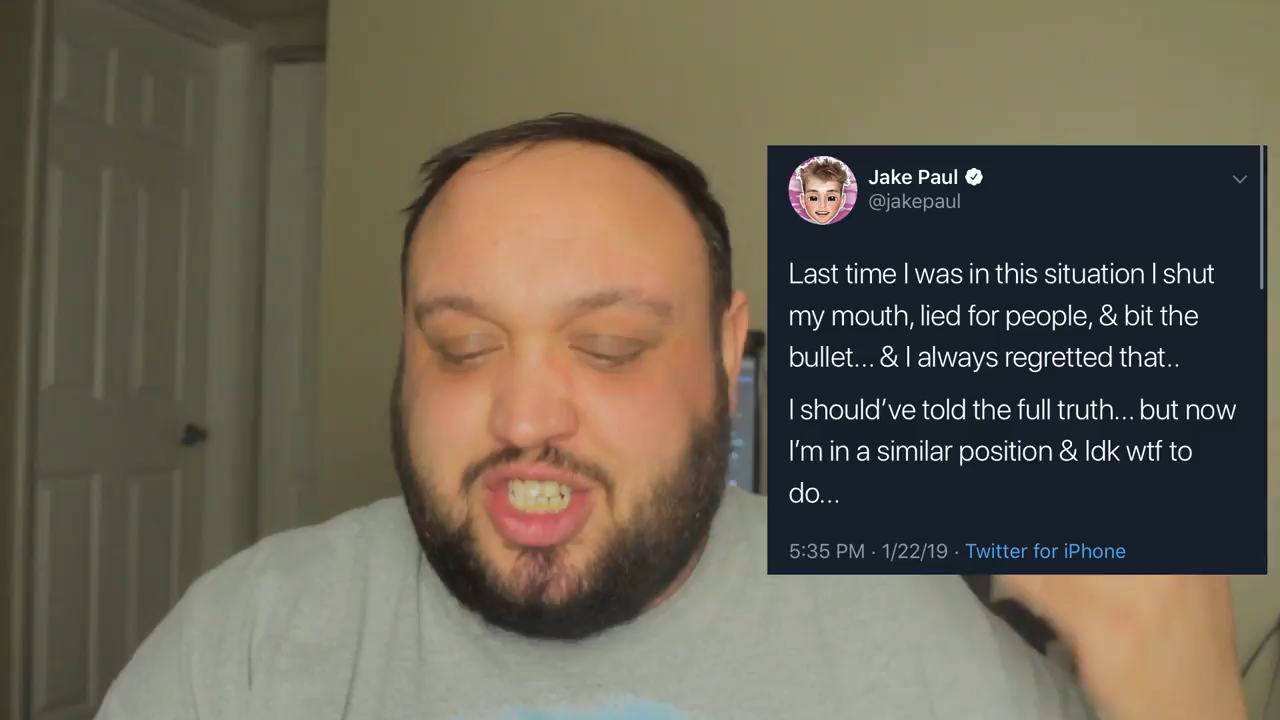 Jake Paul
@jakepaul
Last time I was in this situation I shut
my mouth, lied for people, & bit the
bullet... & I always regretted that..
I should've told the full truth... but now
I'm in a similar position & Idk wtf to
do...
5:35 PM · 1/22/19 · Twitter for iPhone